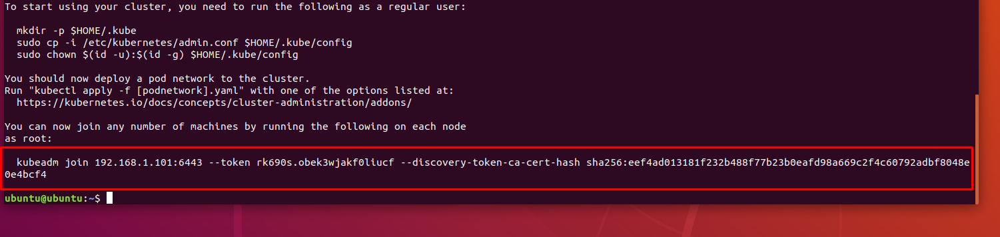 To start using your cluster, you need to run the following as a regular user:
mkdir -p $HOME/.kube
sudo cp -i /etc/kubernetes/admin.conf $HOME/.kube/config
sudo chown $(id -u):$(id -g) $HOME/.kube/config
You should now deploy a pod network to the cluster.
Run "kubectl apply -f [podnetwork].yaml" with one of the options listed at:
https://kubernetes.io/docs/concepts/cluster-administration/addons/
You can now join any number of machines by running the following on each node
as root:
kubeadm join 192.168.1.101:6443 --token rk690s.obek3wjakf0liucf --discovery-token-ca-cert-hash sha256:eef4ad013181f232b488f77b23b0eafd98a669c2f4c60792adbf8048e
0e4bcf4
ubuntu@ubuntu:~$